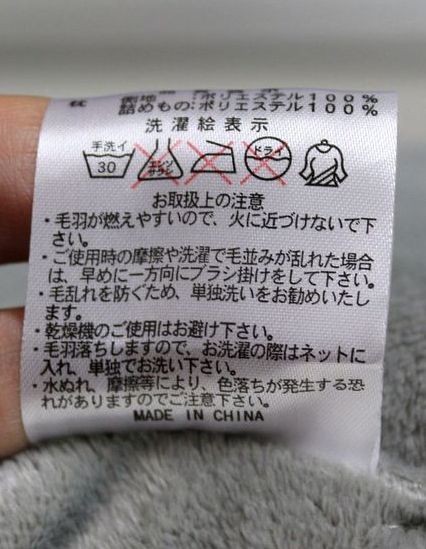 表地:ポリエステル100%
詰めもの:ポリエステル100%
洗濯絵表示
手洗イ
30
エンソ
サラシ
ドライ
お取扱上の注意
・毛羽が燃えやすいので、火に近づけないで下
さい。
・ご使用時の摩擦や洗濯で毛並みが乱れた場合
は、早めに一方向にブラシ掛けをして下さい。
・毛乱れを防ぐため、単独洗いをお勧めいたし
ます。
・乾燥機のご使用はお避け下さい。
・毛羽落ちしますので、お洗濯の際はネットに
入れ、単独でお洗い下さい。
・水ぬれ、摩擦等により、色落ちが発生する恐
れがありますのでご注意下さい。
MADE IN CHINA